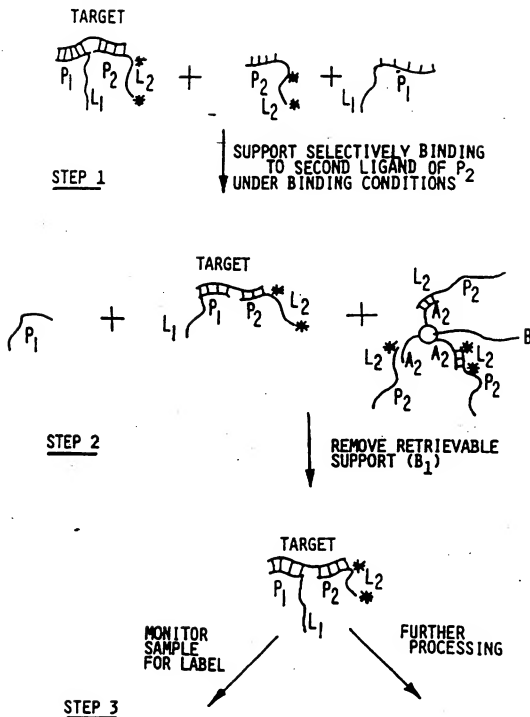 TARGET
P1 P2 L2
L1
+
P2
L2
+
L1 P1
SUPPORT SELECTIVELY BINDING
TO SECOND LIGAND OF P2
UNDER BINDING CONDITIONS
STEP 1
TARGET
P1
+
L1 P1 P2 L2
+
L2 P2
A2
B
L2 A2 A2 L2
P2 P2
STEP 2
REMOVE RETRIEVABLE
SUPPORT (B1)
TARGET
P1 P2 L2
L1
MONITOR
SAMPLE
FOR LABEL
FURTHER
PROCESSING
STEP 3